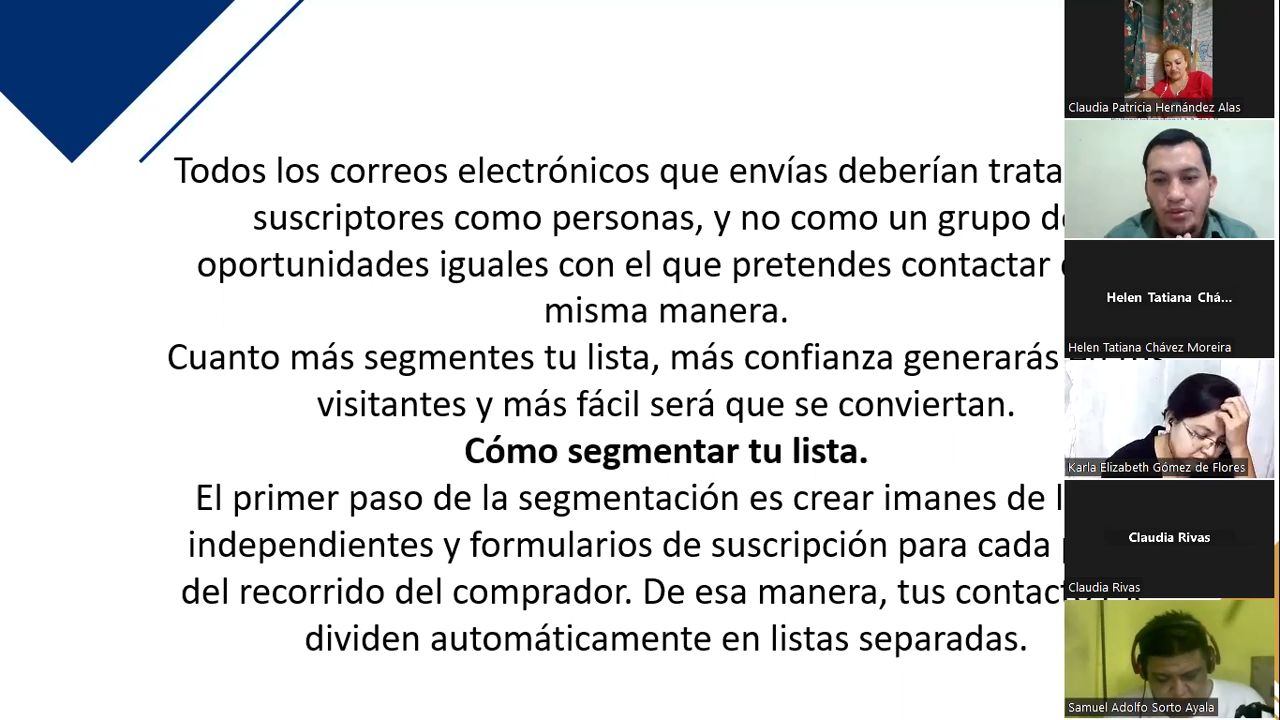 Todos los correos electrónicos que envías deberían trata
suscriptores como personas, y no como un grupo de
oportunidades iguales con el que pretendes contactar
misma manera.
Cuanto más segmentes tu lista, más confianza generarás
visitantes y más fácil será que se conviertan.
Cómo segmentar tu lista.
El primer paso de la segmentación es crear imanes de
independientes y formularios de suscripción para cada
del recorrido del comprador. De esa manera, tus contact
dividen automáticamente en listas separadas.
Claudia Patricia Hernández Alas
Helen Tatiana Chá...
Helen Tatiana Chávez Moreira
Karla Elizabeth Gómez de Flores
Claudia Rivas
Claudia Rivas
Samuel Adolfo Sorto Ayala